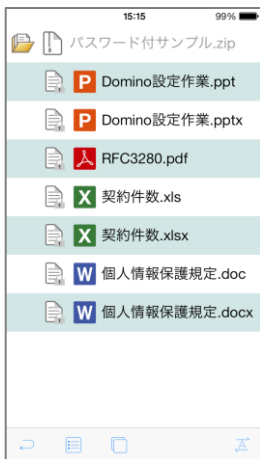 15:15 99%
パスワード付サンプル.zip
P Domino設定作業.ppt
P Domino設定作業.pptx
RFC3280.pdf
X 契約件数.xls
X 契約件数.xlsx
W 個人情報保護規定.doc
W 個人情報保護規定.docx